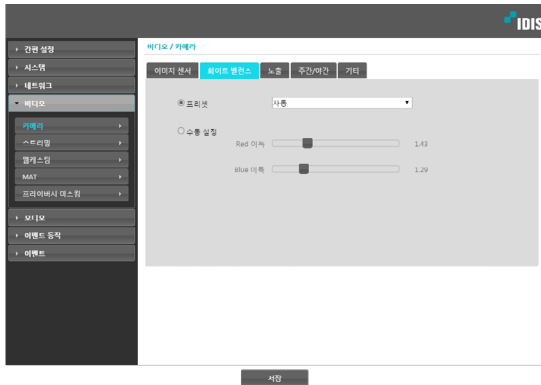 IDIS
간편 설정
시스템
네트워크
비디오
카메라
스트리밍
웹캐스팅
MAT
프라이버시 마스킹
오디오
이벤트 동작
이벤트
비디오 / 카메라
이미지 센서 화이트 밸런스 노출 주간/야간 기타
프리셋 자동
수동 설정
Red 이득 1.43
Blue 이득 1.29
저장